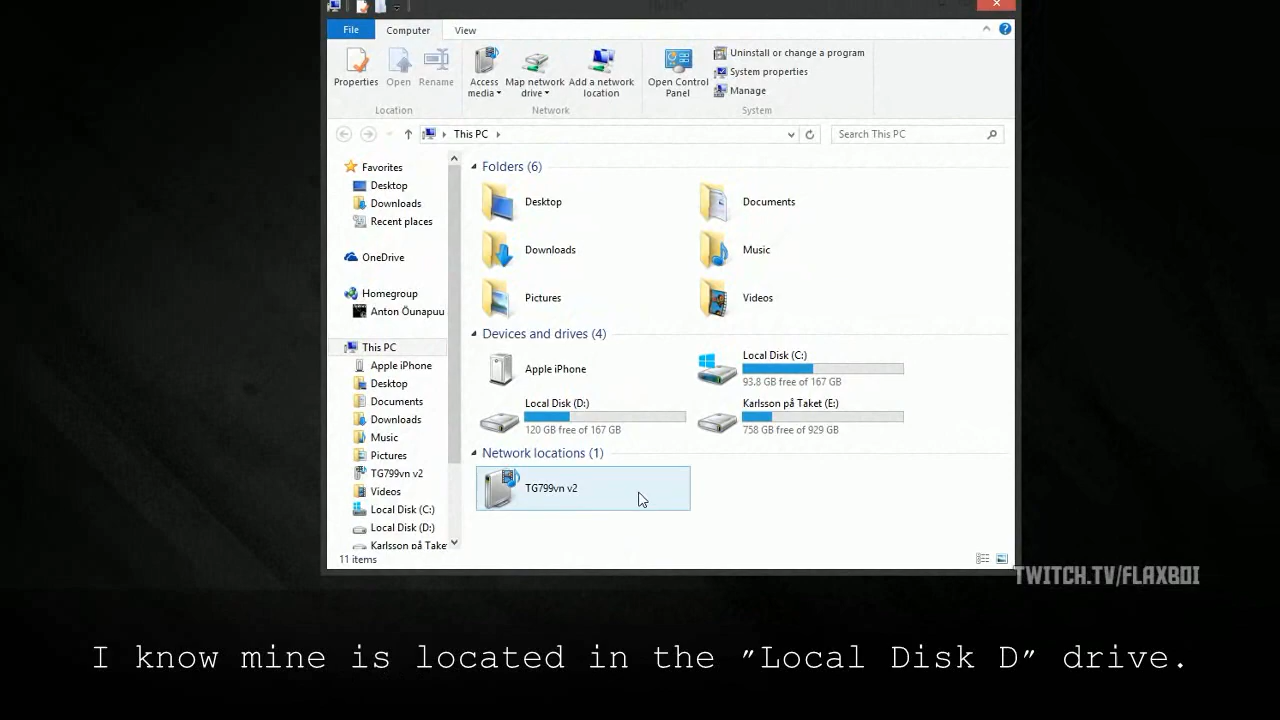 File Computer View
Properties Open Rename
Access media Map network drive Add a network location
Open Control Panel
Uninstall or change a program
System properties
Manage
Location Network System
This PC Search This PC
Favorites
Desktop
Downloads
Recent places
OneDrive
Homegroup
Anton Õunapuu
This PC
Apple iPhone
Desktop
Documents
Downloads
Music
Pictures
TG799vn v2
Videos
Local Disk (C:)
Local Disk (D:)
Karlsson på Taket
Folders (6)
Desktop Documents
Downloads Music
Pictures Videos
Devices and drives (4)
Apple iPhone
Local Disk (C:)
93.8 GB free of 167 GB
Local Disk (D:)
120 GB free of 167 GB
Karlsson på Taket (E:)
758 GB free of 929 GB
Network locations (1)
TG799vn v2
11 items
TWITCH.TV/FLAXBOI
I know mine is located in the ″Local Disk D″ drive.